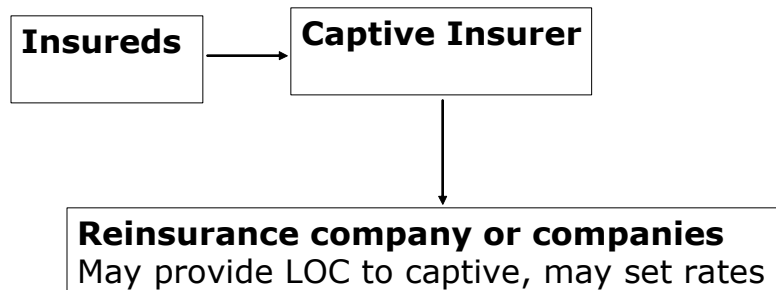 Insureds
Captive Insurer
Reinsurance company or companies
May provide LOC to captive, may set rates